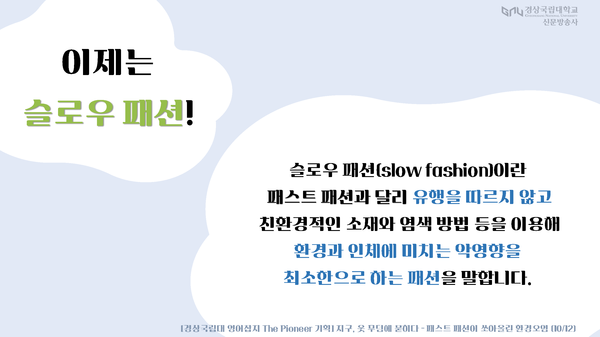 경상국립대학교
신문방송사
이제는
슬로우 패션!
슬로우 패션(slow fashion)이란
패스트 패션과 달리 유행을 따르지 않고
친환경적인 소재와 염색 방법 등을 이용해
환경과 인체에 미치는 악영향을
최소한으로 하는 패션을 말합니다.
[경상국립대 영어잡지 The Pioneer 기획] 지구, 옷 무덤에 묻히다 - 패스트 패션이 쏘아올린 환경오염 (10/12)